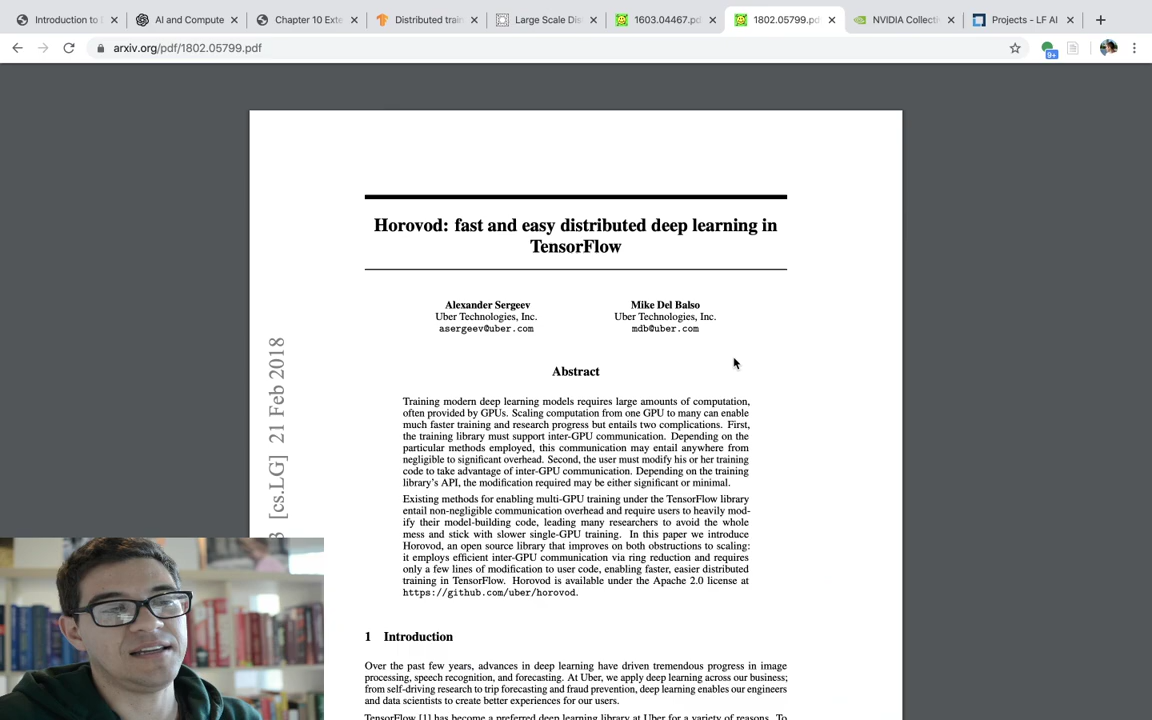 Introduction to
AI and Compute
Chapter 10 Exte
Distributed train
Large Scale Dis
1603.04467.pd
1802.05799.pd
NVIDIA Collecti
Projects - LF AI
arxiv.org/pdf/1802.05799.pdf
9+
Horovod: fast and easy distributed deep learning in
TensorFlow
Alexander Sergeev
Uber Technologies, Inc.
asergeev@uber.com
Mike Del Balso
Uber Technologies, Inc.
mdb@uber.com
[cs.LG] 21 Feb 2018
Abstract
Training modern deep learning models requires large amounts of computation,
often provided by GPUs. Scaling computation from one GPU to many can enable
much faster training and research progress but entails two complications. First,
the training library must support inter-GPU communication. Depending on the
particular methods employed, this communication may entail anywhere from
negligible to significant overhead. Second, the user must modify his or her training
code to take advantage of inter-GPU communication. Depending on the training
library's API, the modification required may be either significant or minimal.
Existing methods for enabling multi-GPU training under the TensorFlow library
entail non-negligible communication overhead and require users to heavily mod-
ify their model-building code, leading many researchers to avoid the whole
mess and stick with slower single-GPU training. In this paper we introduce
Horovod, an open source library that improves on both obstructions to scaling:
it employs efficient inter-GPU communication via ring reduction and requires
only a few lines of modification to user code, enabling faster, easier distributed
training in TensorFlow. Horovod is available under the Apache 2.0 license at
https://github.com/uber/horovod.
1 Introduction
Over the past few years, advances in deep learning have driven tremendous progress in image
processing, speech recognition, and forecasting. At Uber, we apply deep learning across our business;
from self-driving research to trip forecasting and fraud prevention, deep learning enables our engineers
and data scientists to create better experiences for our users.
TensorFlow [1] has become a preferred deep learning library at Uber for a variety of reasons. To